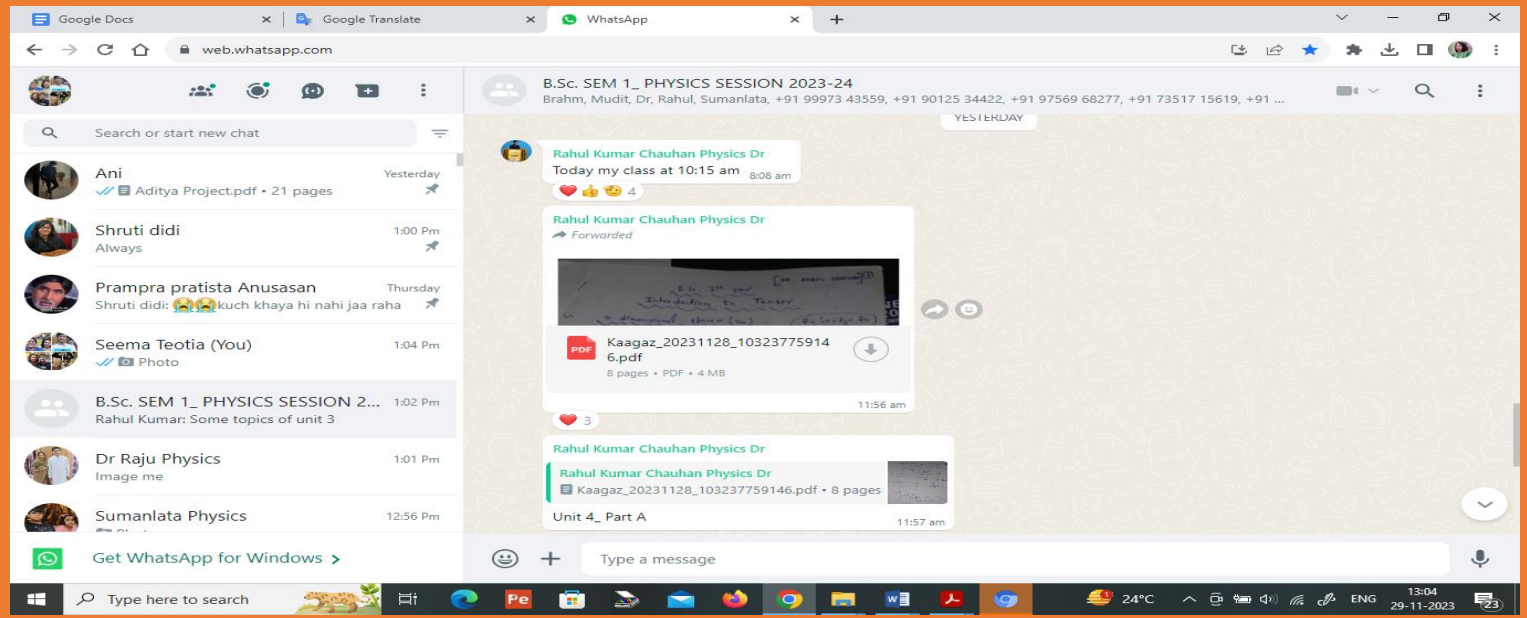 Google Docs
Google Translate
WhatsApp
web.whatsapp.com
B.Sc. SEM 1_ PHYSICS SESSION 2023-24
Brahm, Mudit, Dr, Rahul, Sumanlata, +91 99973 43559, +91 90125 34422, +91 97569 68277, +91 73517 15619, +91 ...
Search or start new chat
Ani
Yesterday
Aditya Project.pdf • 21 pages
Shruti didi
1:00 Pm
Always
Prampra pratista Anusasan
Thursday
Shruti didi: 😭😭kuch khaya hi nahi jaa raha
Seema Teotia (You)
1:04 Pm
Photo
B.Sc. SEM 1_ PHYSICS SESSION 2...
1:02 Pm
Rahul Kumar: Some topics of unit 3
Dr Raju Physics
1:01 Pm
Image me
Sumanlata Physics
12:56 Pm
Get WhatsApp for Windows >
YESTERDAY
Rahul Kumar Chauhan Physics Dr
Today my class at 10:15 am 8:08 am
4
Rahul Kumar Chauhan Physics Dr
Forwarded
Introduction to Tensor
PDF
Kaagaz_20231128_10323775914
6.pdf
8 pages • PDF • 4 MB
11:56 am
3
Rahul Kumar Chauhan Physics Dr
Rahul Kumar Chauhan Physics Dr
Kaagaz_20231128_103237759146.pdf • 8 pages
Unit 4_ Part A
11:57 am
Type a message
Type here to search
Pe
24°C
ENG
13:04
29-11-2023
23